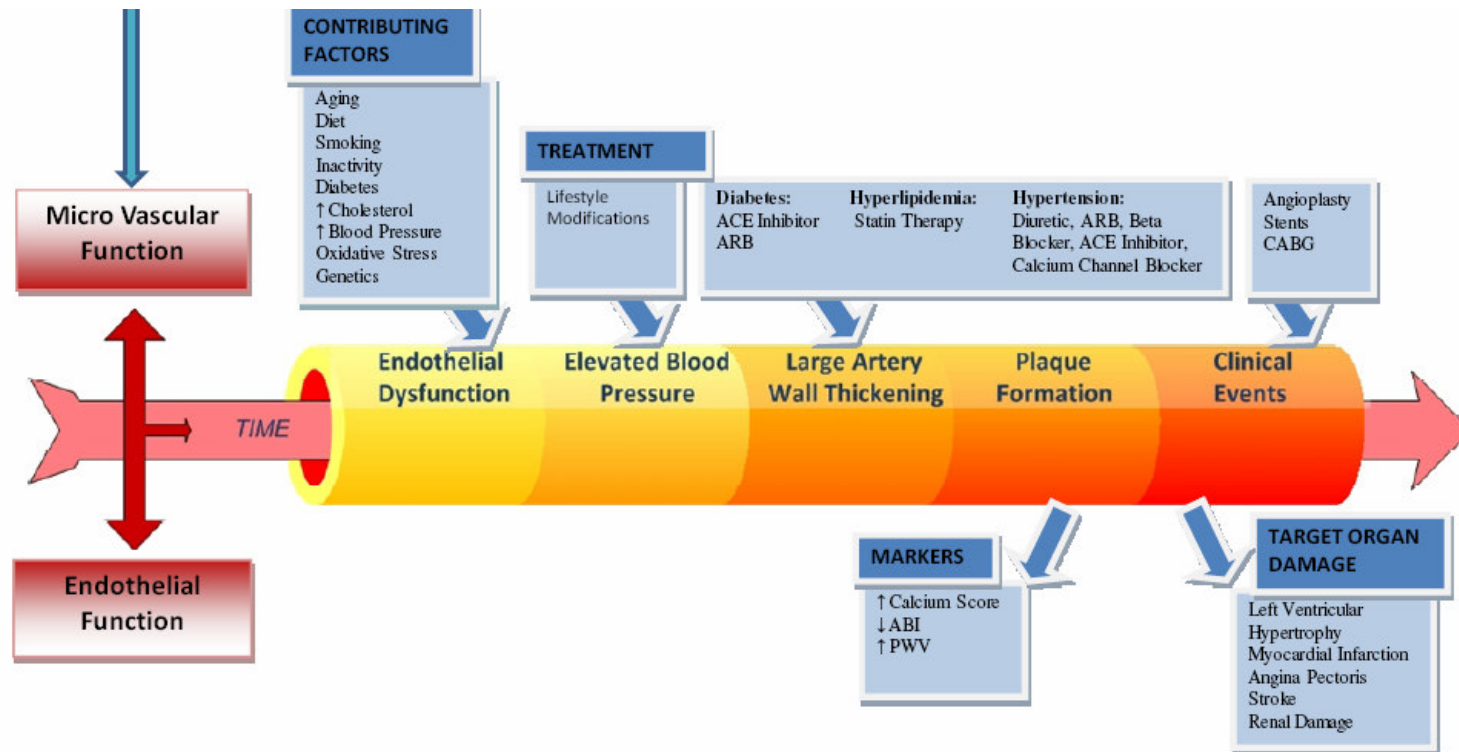 CONTRIBUTING
FACTORS
Aging
Diet
Smoking
Inactivity
Diabetes
↑ Cholesterol
↑ Blood Pressure
Oxidative Stress
Genetics
TREATMENT
Lifestyle
Modifications
Diabetes:
ACE Inhibitor
ARB
Hyperlipidemia:
Statin Therapy
Hypertension:
Diuretic, ARB, Beta
Blocker, ACE Inhibitor,
Calcium Channel Blocker
Angioplasty
Stents
CABG
Micro Vascular
Function
TIME
Endothelial
Dysfunction
Elevated Blood
Pressure
Large Artery
Wall Thickening
Plaque
Formation
Clinical
Events
Endothelial
Function
MARKERS
↑ Calcium Score
↓ ABI
↑ PWV
TARGET ORGAN
DAMAGE
Left Ventricular
Hypertrophy
Myocardial Infarction
Angina Pectoris
Stroke
Renal Damage